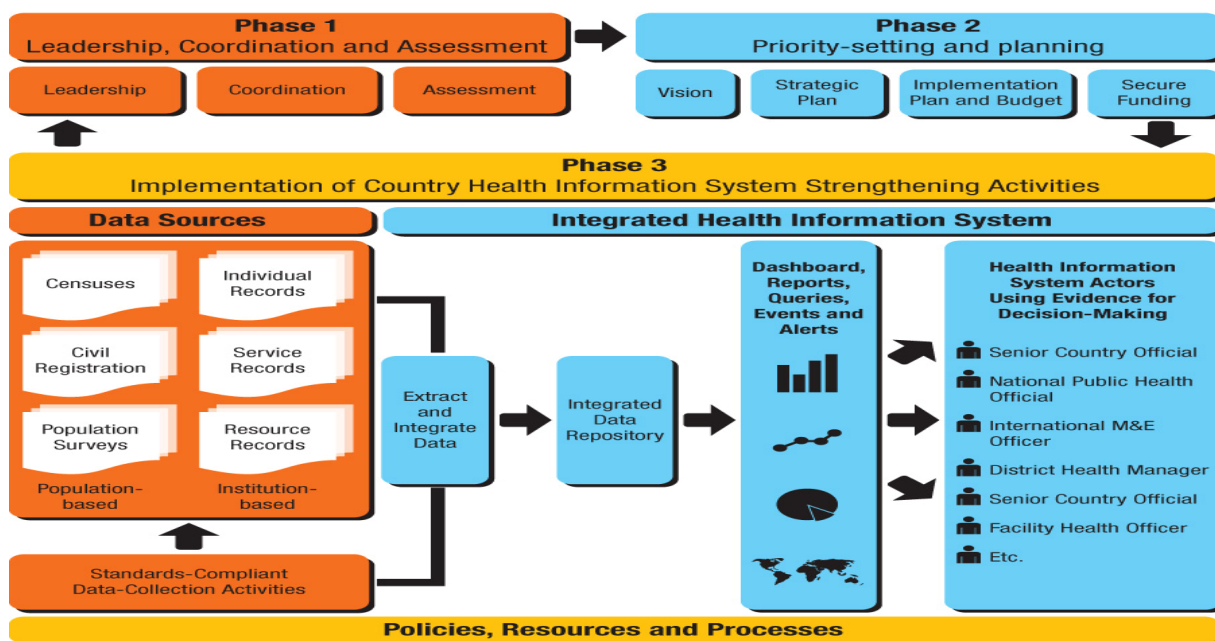 Phase 1
Leadership, Coordination and Assessment
Leadership
Coordination
Assessment
Phase 2
Priority-setting and planning
Vision
Strategic
Plan
Implementation
Plan and Budget
Secure
Funding
Phase 3
Implementation of Country Health Information System Strengthening Activities
Data Sources
Censuses
Individual
Records
Civil
Registration
Service
Records
Population
Surveys
Resource
Records
Population-
based
Institution-
based
Standards-Compliant
Data-Collection Activities
Integrated Health Information System
Extract and
Integrate
Data
Integrated
Data
Repository
Dashboard,
Reports,
Queries,
Events and
Alerts
Health Information
System Actors
Using Evidence for
Decision-Making
Senior Country Official
National Public Health
Official
International M&E
Officer
District Health Manager
Senior Country Official
Facility Health Officer
Etc.
Policies, Resources and Processes